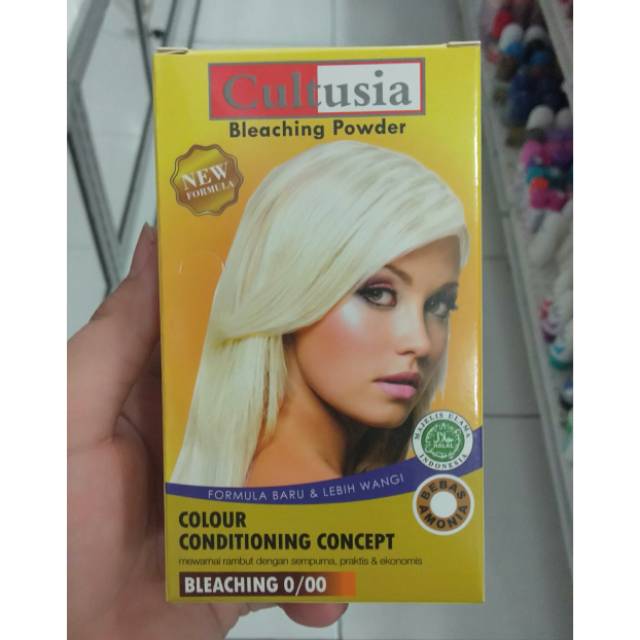 Cultusia
Bleaching Powder
NEW
FORMULA
MAJELIS ULAMA
حلال
HALAL
INDONESIA
BEBAS
AMONIA
FORMULA BARU & LEBIH WANGI
COLOUR
CONDITIONING CONCEPT
mewarnai rambut dengan sempurna, praktis & ekonomis
BLEACHING 0/00